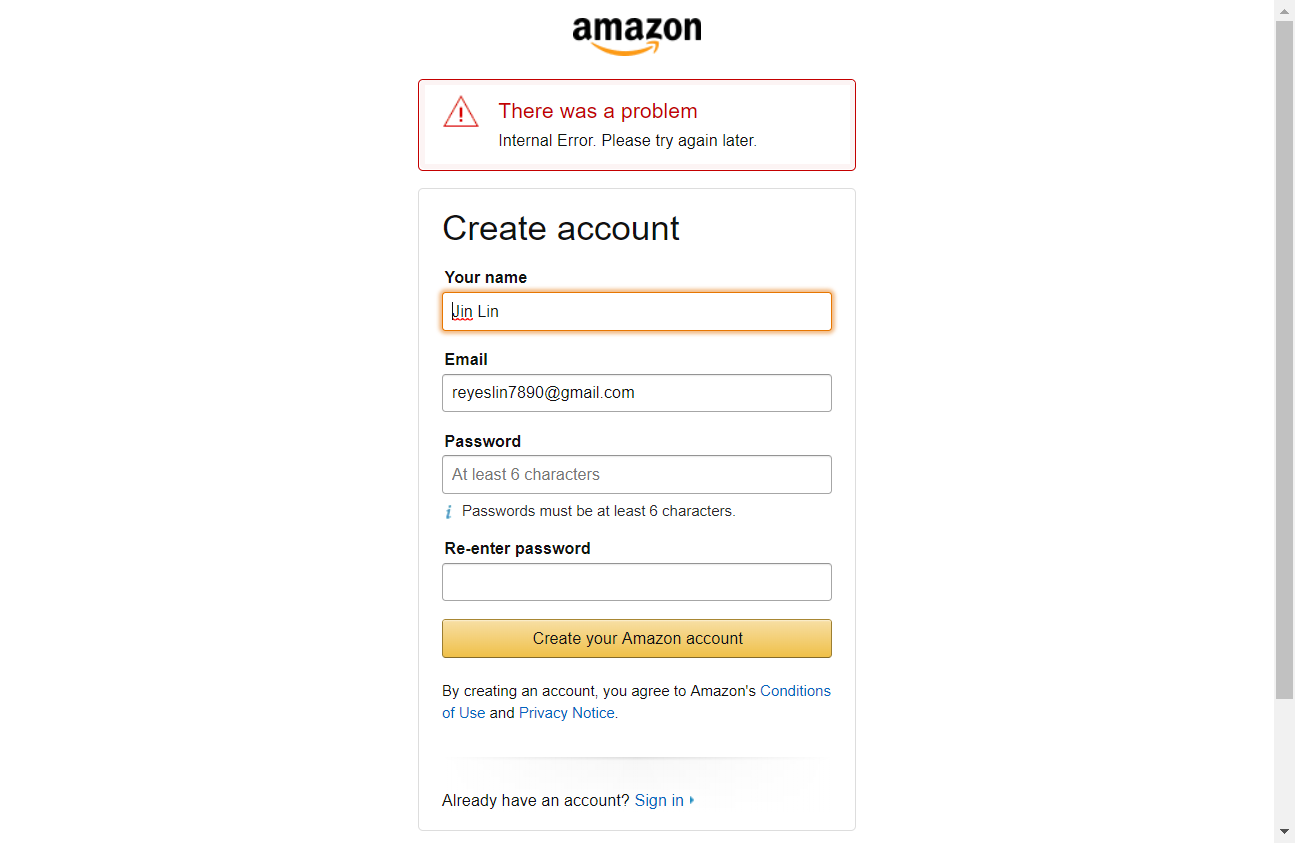 amazon
There was a problem
Internal Error. Please try again later.
Create account
Your name
Jin Lin
Email
reyeslin7890@gmail.com
Password
At least 6 characters
i Passwords must be at least 6 characters.
Re-enter password
Create your Amazon account
By creating an account, you agree to Amazon's Conditions
of Use and Privacy Notice.
Already have an account? Sign in